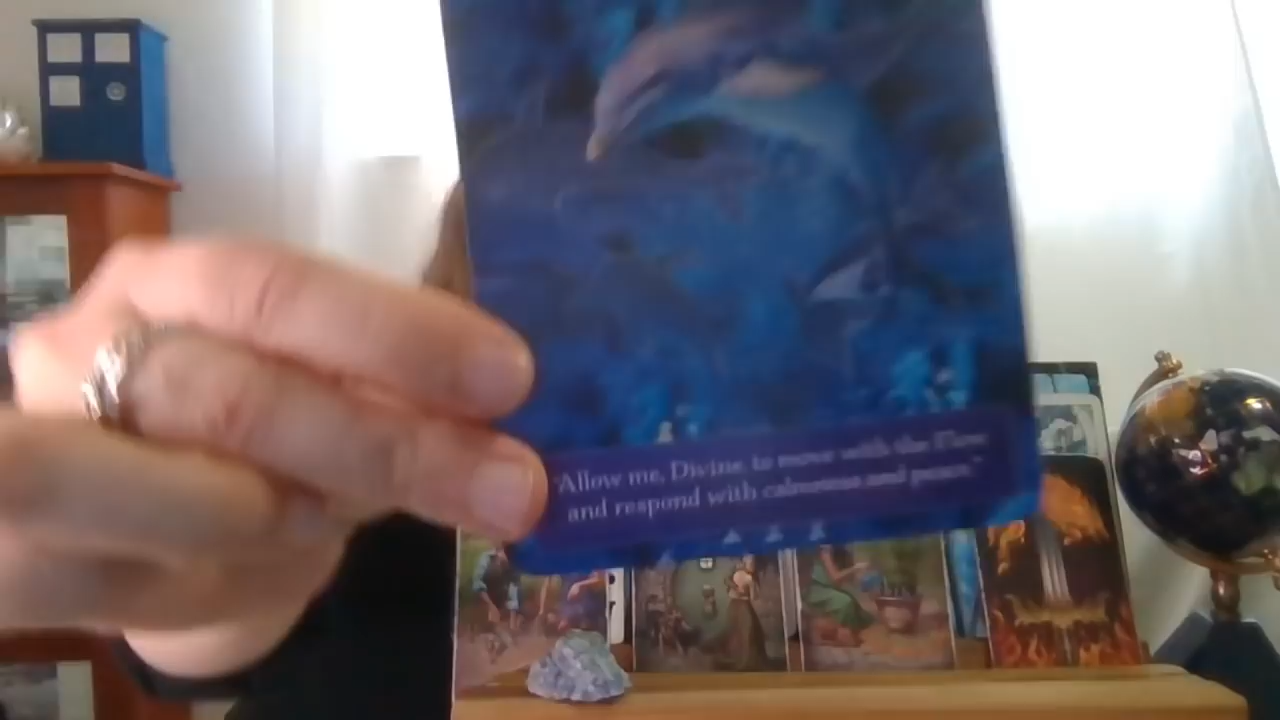 "Allow me, Divine, to move with the Flow
and respond with calmness and peace."